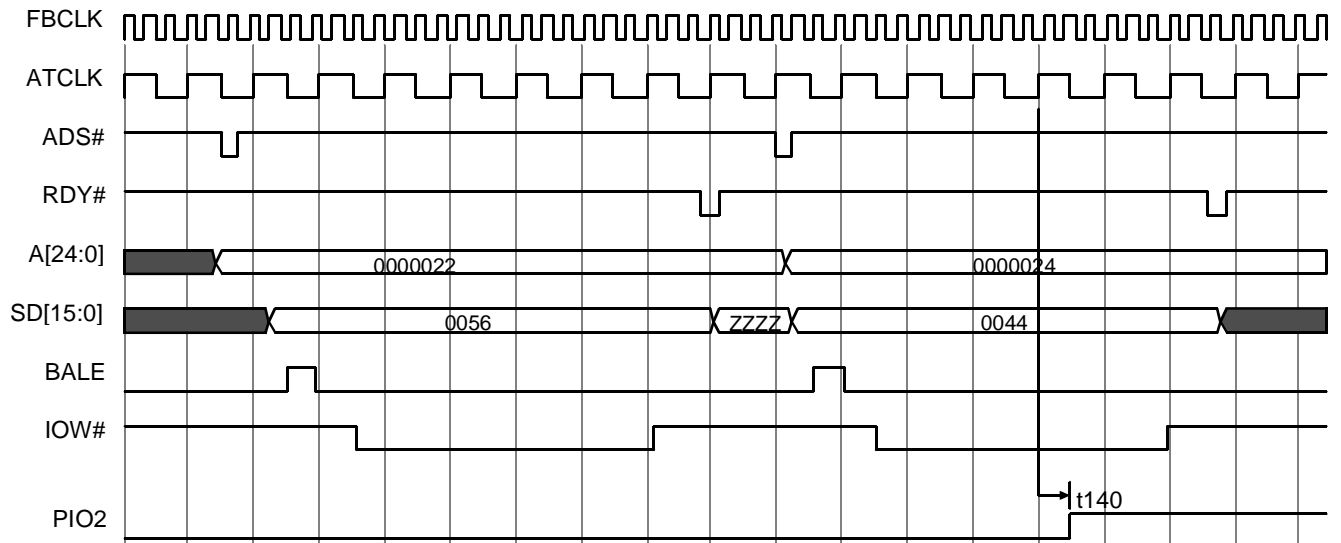 FBCLK
ATCLK
ADS#
RDY#
A[24:0]
0000022
0000024
SD[15:0]
0056
ZZZZ
0044
BALE
IOW#
t140
PIO2